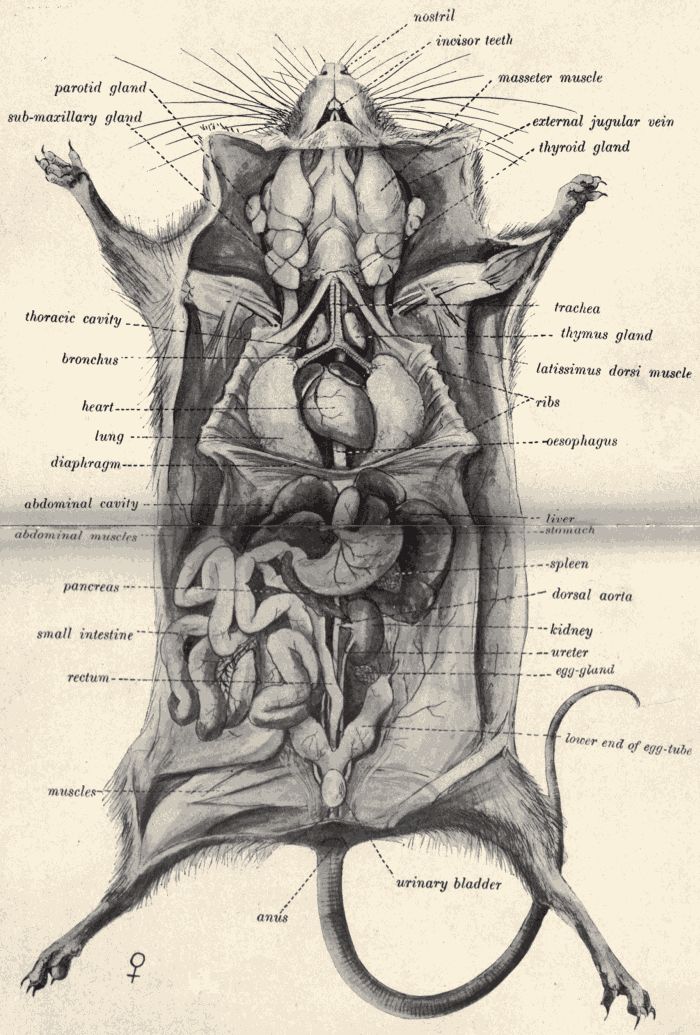 nostril
incisor teeth
masseter muscle
parotid gland
sub-maxillary gland
external jugular vein
thyroid gland
trachea
thoracic cavity
thymus gland
bronchus
latissimus dorsi muscle
heart
ribs
lung
oesophagus
diaphragm
abdominal cavity
liver
stomach
abdominal muscles
spleen
pancreas
dorsal aorta
small intestine
kidney
ureter
egg-gland
rectum
lower end of egg-tube
muscles
urinary bladder
anus
♀